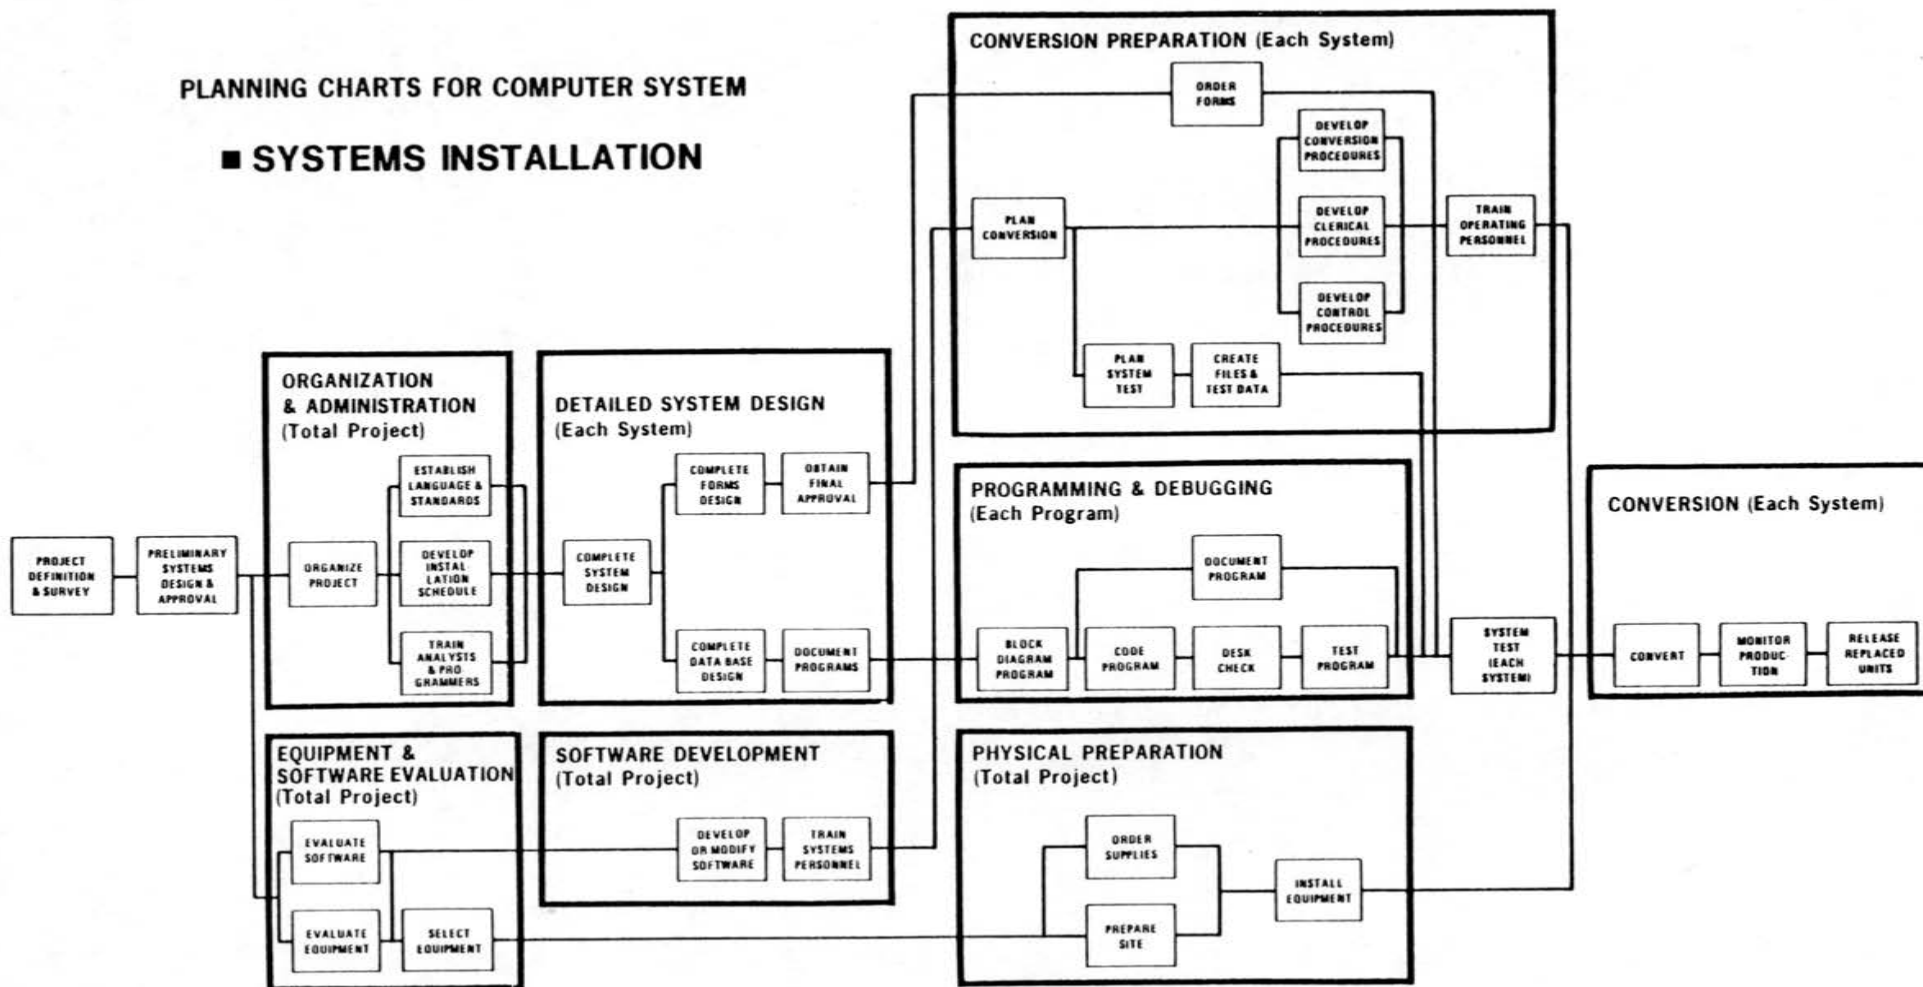 PLANNING CHARTS FOR COMPUTER SYSTEM
■ SYSTEMS INSTALLATION
PROJECT
DEFINITION
& SURVEY
PRELIMINARY
SYSTEMS
DESIGN &
APPROVAL
ORGANIZATION
& ADMINISTRATION
(Total Project)
ORGANIZE
PROJECT
ESTABLISH
LANGUAGE &
STANDARDS
DEVELOP
INSTAL-
LATION
SCHEDULE
TRAIN
ANALYSTS
& PRO
GRAMMERS
EQUIPMENT &
SOFTWARE EVALUATION
(Total Project)
EVALUATE
SOFTWARE
EVALUATE
EQUIPMENT
SELECT
EQUIPMENT
DETAILED SYSTEM DESIGN
(Each System)
COMPLETE
SYSTEM
DESIGN
COMPLETE
FORMS
DESIGN
OBTAIN
FINAL
APPROVAL
COMPLETE
DATA BASE
DESIGN
DOCUMENT
PROGRAMS
SOFTWARE DEVELOPMENT
(Total Project)
DEVELOP
OR MODIFY
SOFTWARE
TRAIN
SYSTEMS
PERSONNEL
CONVERSION PREPARATION (Each System)
ORDER
FORMS
PLAN
CONVERSION
DEVELOP
CONVERSION
PROCEDURES
DEVELOP
CLERICAL
PROCEDURES
DEVELOP
CONTROL
PROCEDURES
TRAIN
OPERATING
PERSONNEL
PLAN
SYSTEM
TEST
CREATE
FILES &
TEST DATA
PROGRAMMING & DEBUGGING
(Each Program)
DOCUMENT
PROGRAM
BLOCK
DIAGRAM
PROGRAM
CODE
PROGRAM
DESK
CHECK
TEST
PROGRAM
PHYSICAL PREPARATION
(Total Project)
ORDER
SUPPLIES
PREPARE
SITE
INSTALL
EQUIPMENT
SYSTEM
TEST
(EACH
SYSTEM)
CONVERSION (Each System)
CONVERT
MONITOR
PRODUC-
TION
RELEASE
REPLACED
UNITS